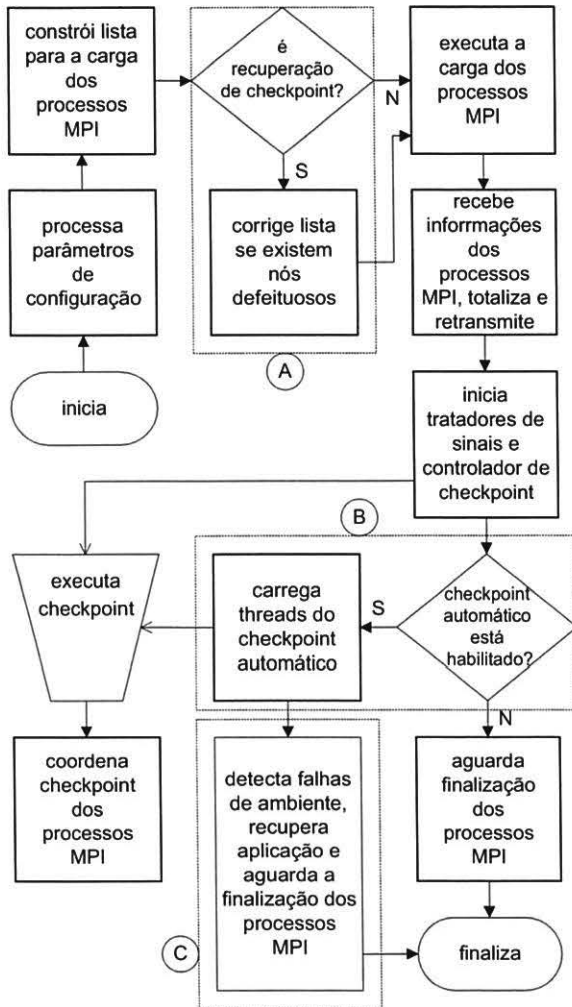 constrói lista
para a carga
dos
processos
MPI
é
recuperação
de checkpoint?
N
S
executa a
carga dos
processos
MPI
processa
parâmetros
de
configuração
corrige lista
se existem
nós
defeituosos
recebe
inforrmações
dos
processos
MPI, totaliza e
retransmite
A
inicia
inicia
tratadores de
sinais e
controlador de
checkpoint
B
executa
checkpoint
carrega
threads do
checkpoint
automático
S
checkpoint
automático
está
habilitado?
N
coordena
checkpoint
dos
processos
MPI
detecta falhas
de ambiente,
recupera
aplicação e
aguarda a
finalização dos
processos
MPI
aguarda
finalização
dos
processos
MPI
C
finaliza